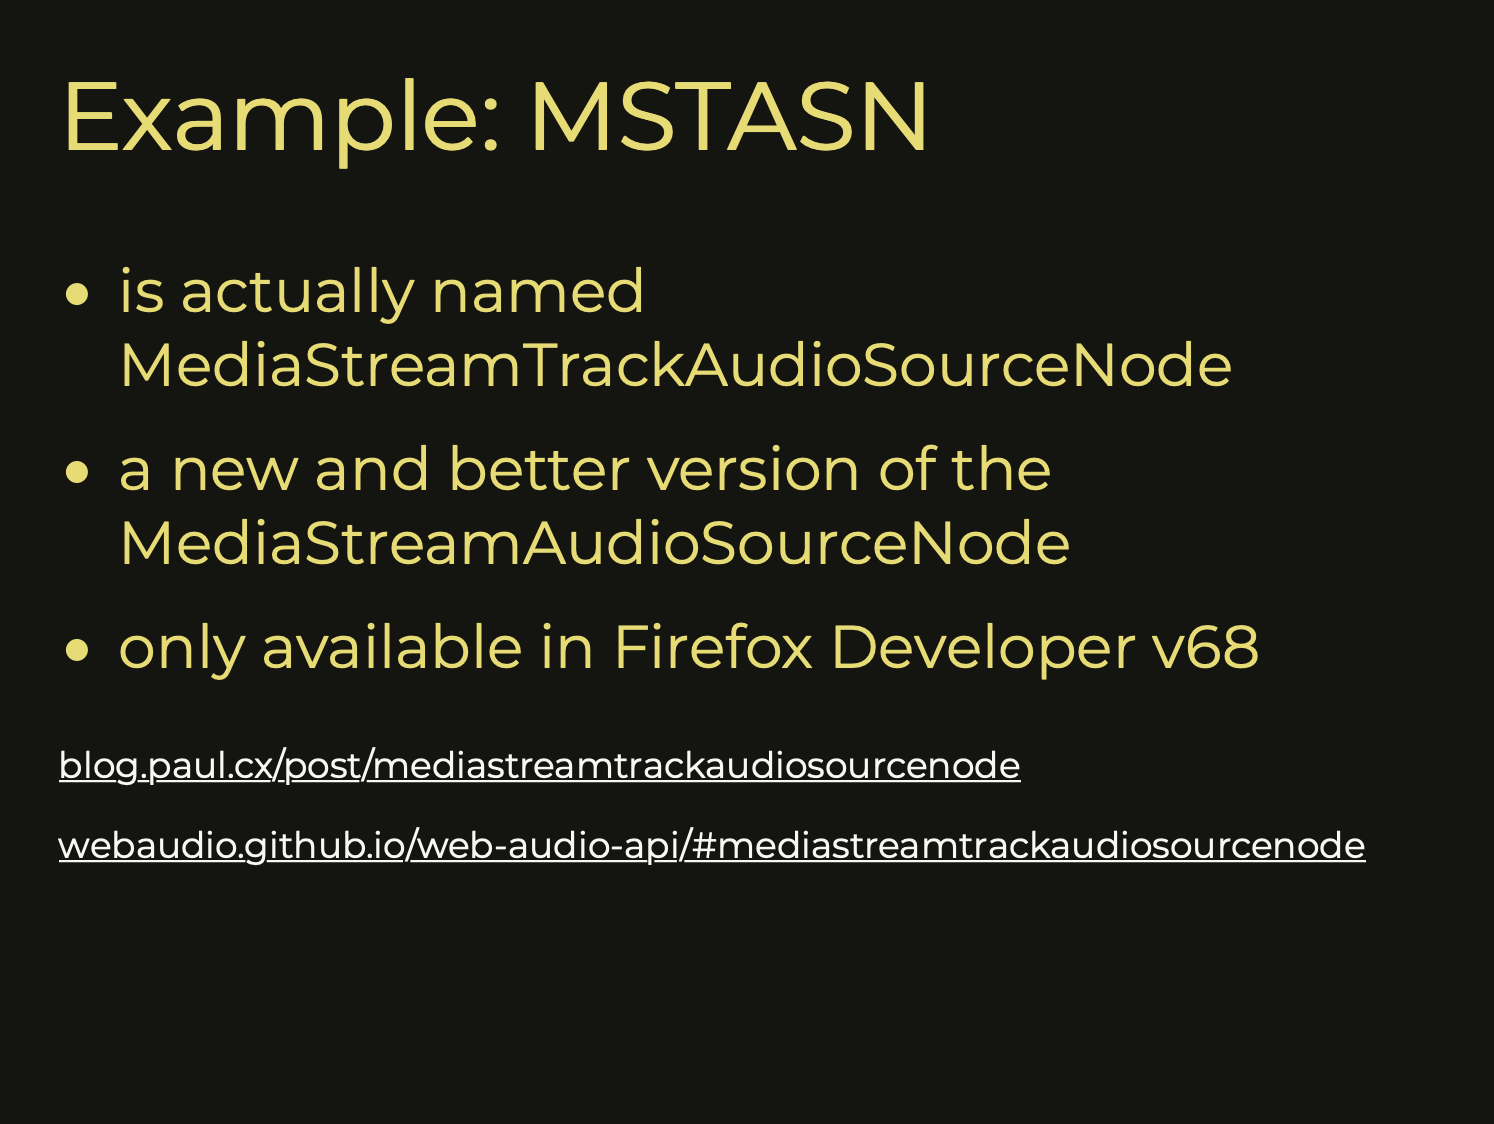 Example: MSTASN
• is actually named
MediaStreamTrackAudioSourceNode
• a new and better version of the
MediaStreamAudioSourceNode
• only available in Firefox Developer v68
blog.paul.cx/post/mediastreamtrackaudiosourcenode
webaudio.github.io/web-audio-api/#mediastreamtrackaudiosourcenode